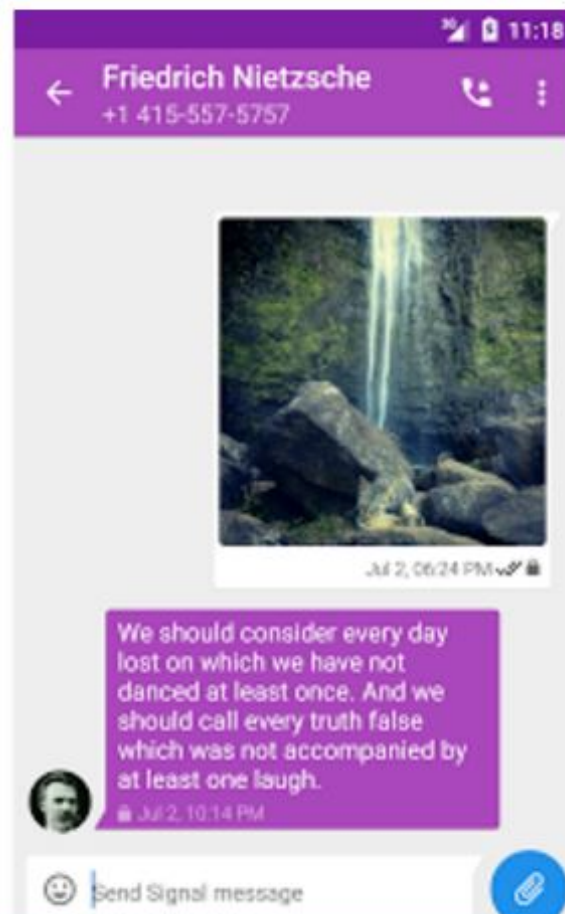 3G 11:18
Friedrich Nietzsche
+1 415-557-5757
Jul 2, 06:24 PM
We should consider every day
lost on which we have not
danced at least once. And we
should call every truth false
which was not accompanied by
at least one laugh.
Jul 2, 10:14 PM
Send Signal message